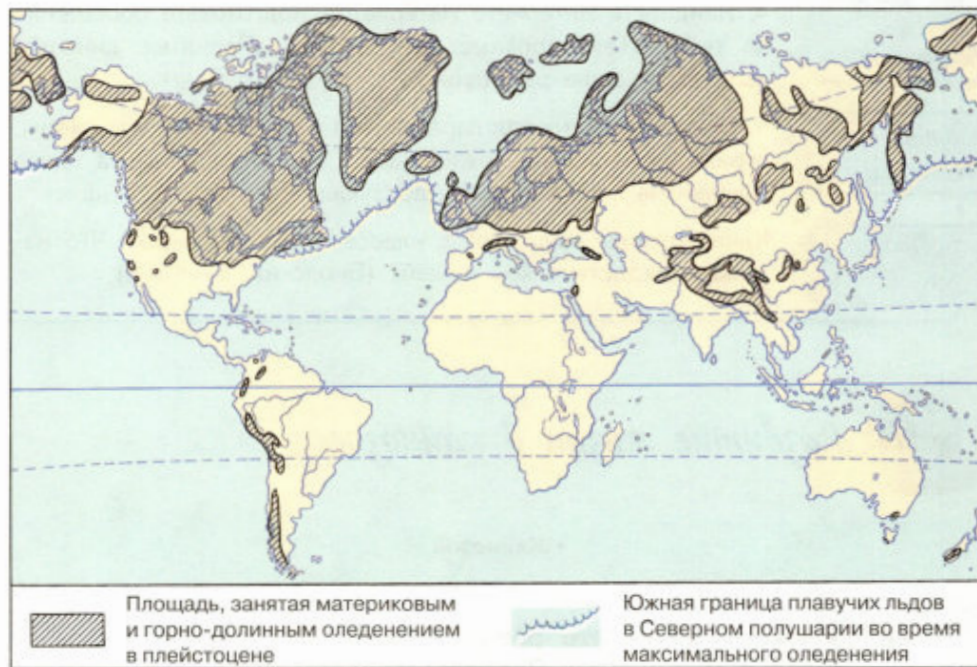 Площадь, занятая материковым
и горно-долинным оледенением
в плейстоцене
Южная граница плавучих льдов
в Северном полушарии во время
максимального оледенения